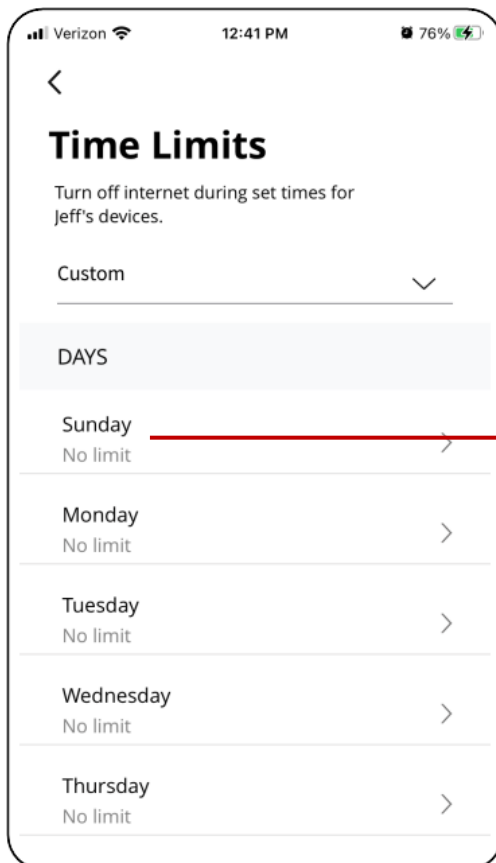 Verizon 12:41 PM 76%
Time Limits
Turn off internet during set times for
Jeff's devices.
Custom
DAYS
Sunday
No limit
Monday
No limit
Tuesday
No limit
Wednesday
No limit
Thursday
No limit